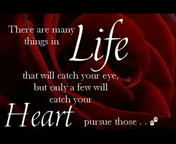 There are many
things in Life
that will catch your eye,
but only a few will
catch your
Heart pursue those . .